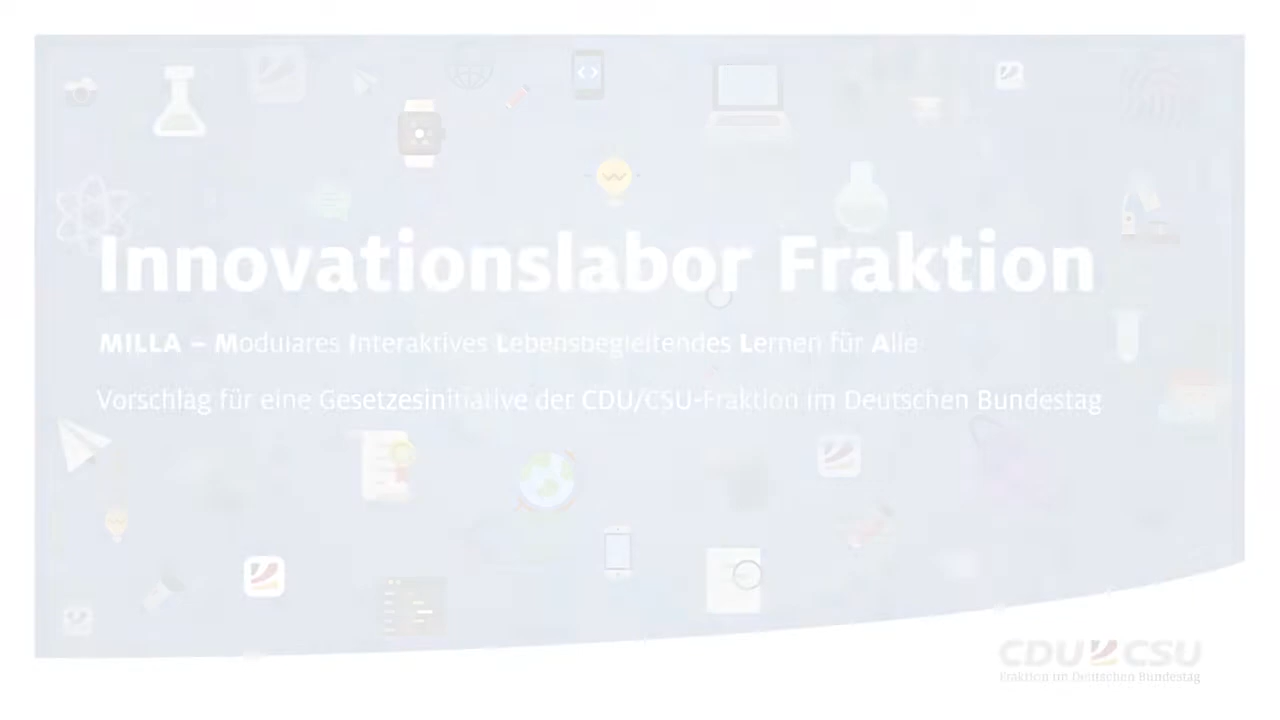 Innovationslabor Fraktion
MILLA – Modulares Interaktives Lebensbegleitendes Lernen für Alle
Vorschlag für eine Gesetzesinitiative der CDU/CSU-Fraktion im Deutschen Bundestag
CDU CSU
Fraktion im Deutschen Bundestag